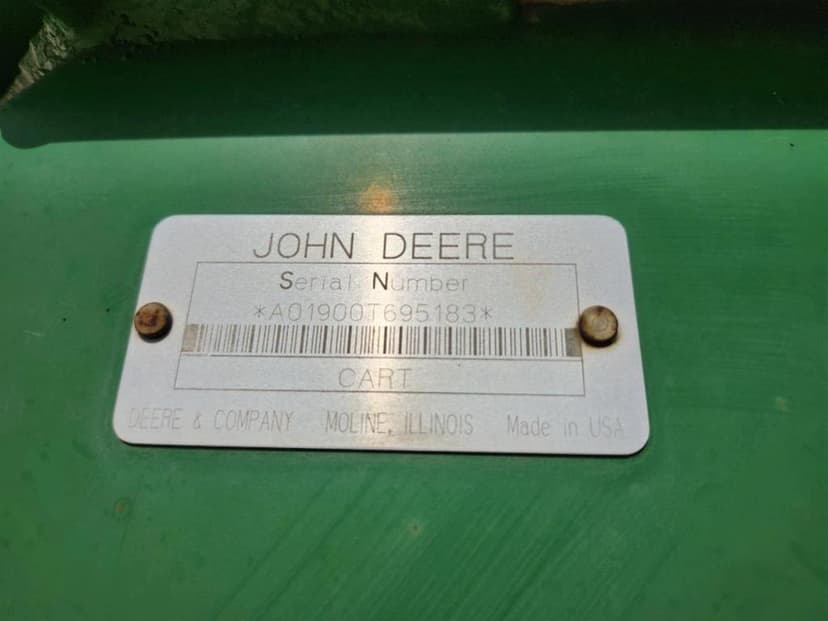 JOHN DEERE
Serial Number
*A01900T695183*
CART
DEERE & COMPANY MOLINE, ILLINOIS Made in USA